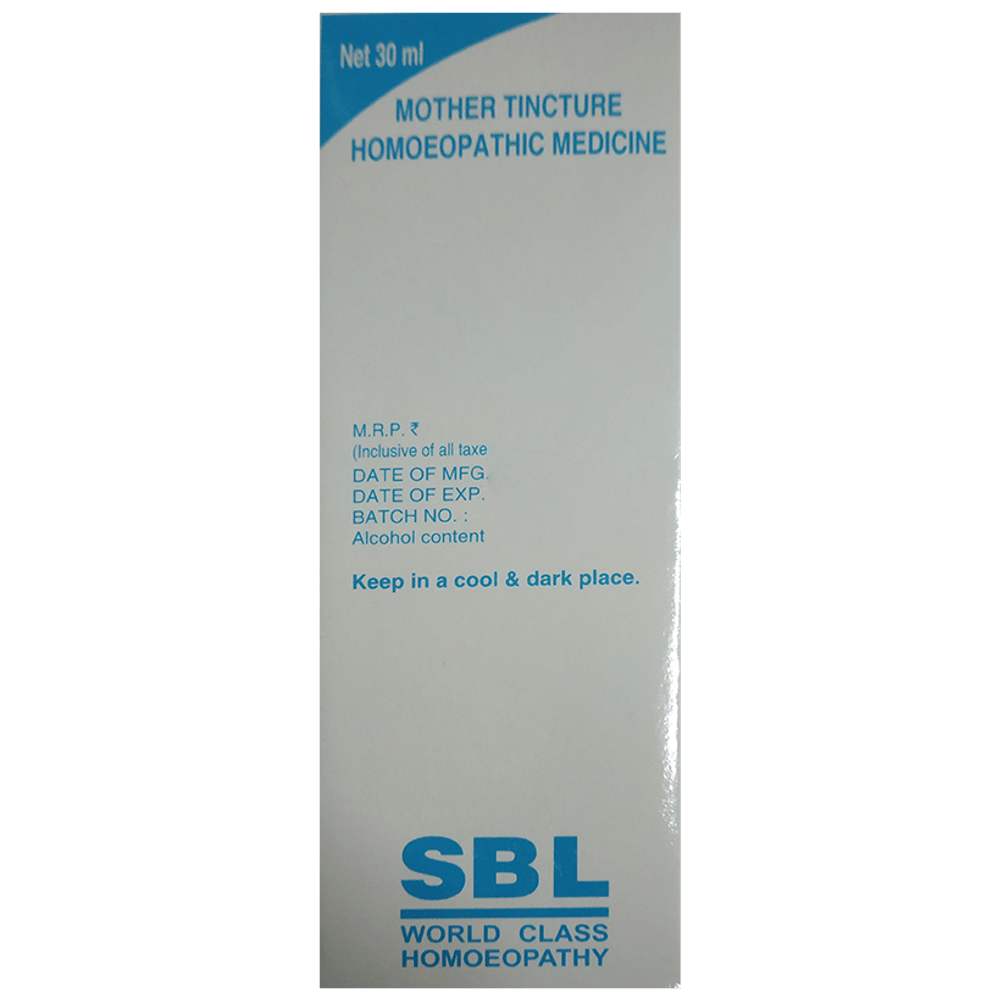 Net 30 ml
MOTHER TINCTURE
HOMOEOPATHIC MEDICINE
M.R.P. ₹
(Inclusive of all taxe
DATE OF MFG.
DATE OF EXP.
BATCH NO. :
Alcohol content
Keep in a cool & dark place.
SBL
WORLD CLASS
HOMOEOPATHY